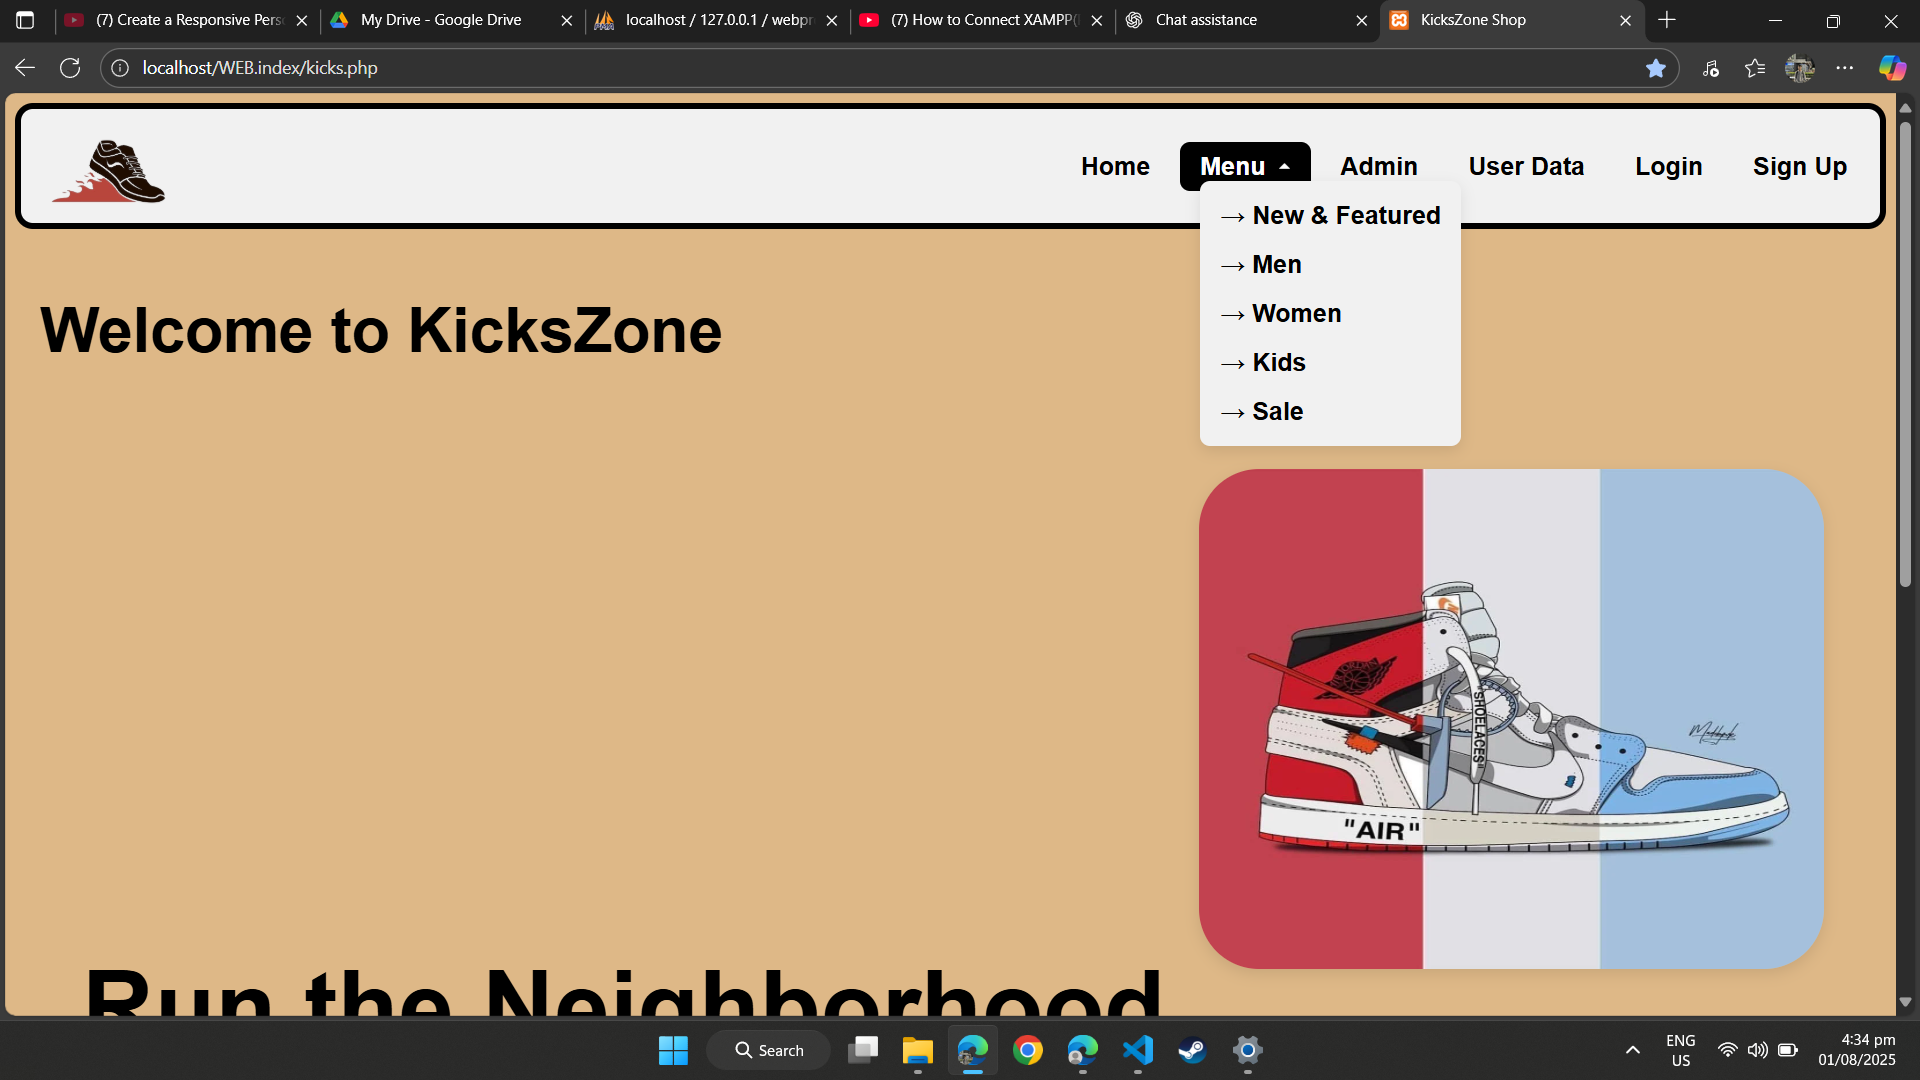 (7) Create a Responsive Pers
My Drive - Google Drive
localhost / 127.0.0.1 / webpr
(7) How to Connect XAMPP(
Chat assistance
KicksZone Shop
localhost/WEB.index/kicks.php
Home
Menu
Admin
User Data
Login
Sign Up
→ New & Featured
→ Men
→ Women
→ Kids
→ Sale
Welcome to KicksZone
"SHOELACES"
"AIR"
Run the Neighborhood
Search
ENG
US
4:34 pm
01/08/2025